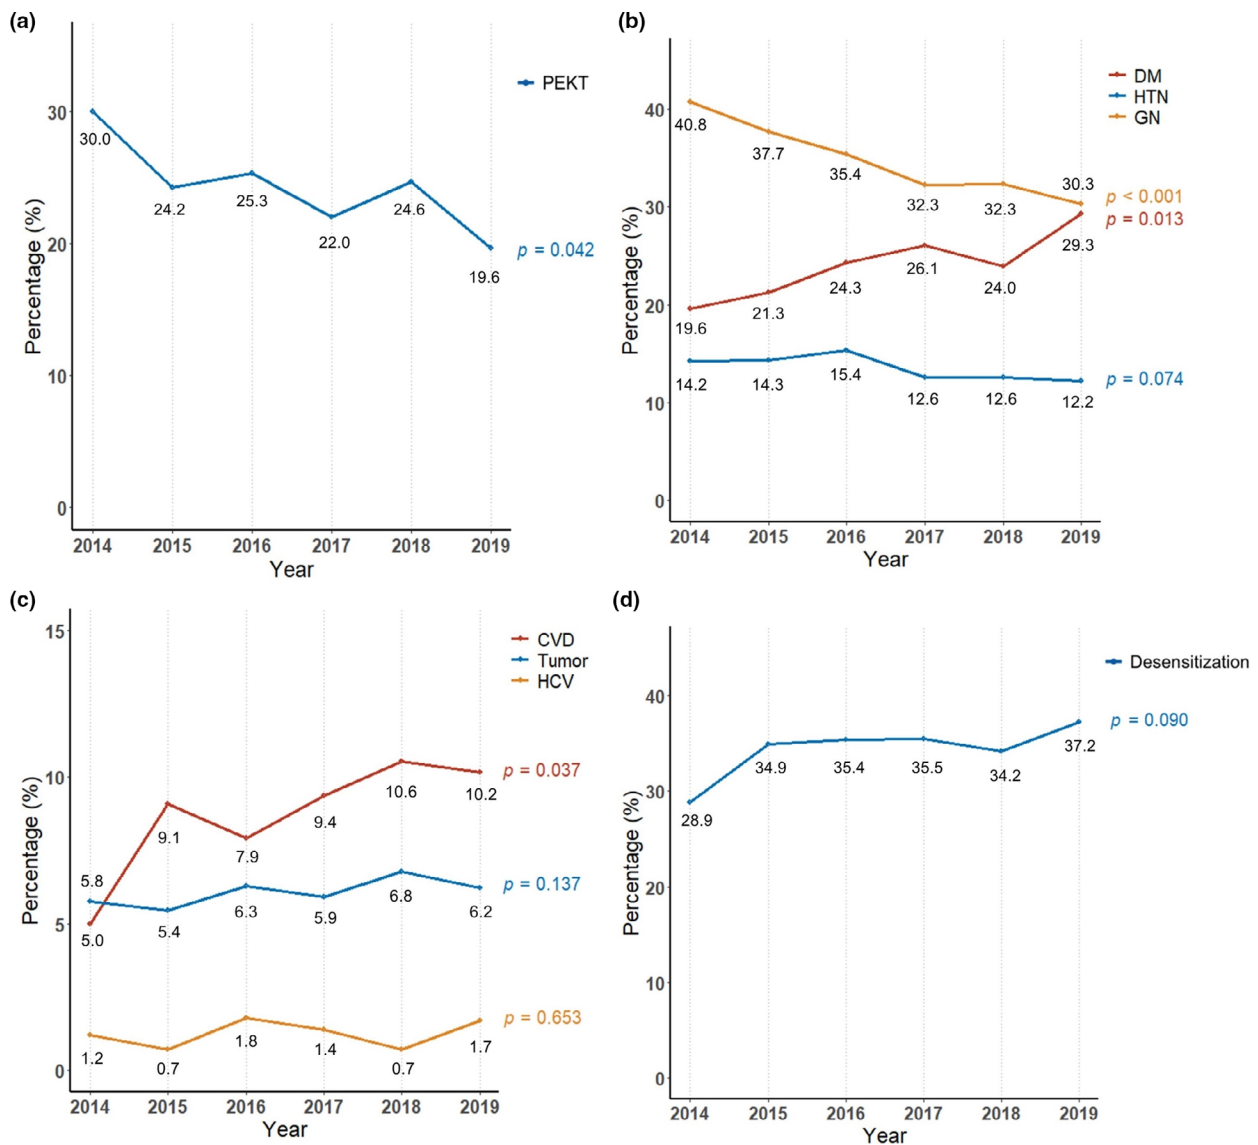 (a)
PEKT
30
20
10
0
Percentage (%)
30.0
24.2
25.3
22.0
24.6
19.6
p = 0.042
2014 2015 2016 2017 2018 2019
Year
(b)
DM
HTN
GN
40
30
20
10
0
Percentage (%)
40.8
37.7
35.4
32.3
32.3
30.3
p < 0.001
p = 0.013
19.6
21.3
24.3
26.1
24.0
29.3
14.2
14.3
15.4
12.6
12.6
12.2
p = 0.074
2014 2015 2016 2017 2018 2019
Year
(c)
CVD
Tumor
HCV
15
10
5
0
Percentage (%)
5.0
9.1
7.9
9.4
10.6
10.2
p = 0.037
5.8
5.4
6.3
5.9
6.8
6.2
p = 0.137
1.2
0.7
1.8
1.4
0.7
1.7
p = 0.653
2014 2015 2016 2017 2018 2019
Year
(d)
Desensitization
40
30
20
10
0
Percentage (%)
28.9
34.9
35.4
35.5
34.2
37.2
p = 0.090
2014 2015 2016 2017 2018 2019
Year